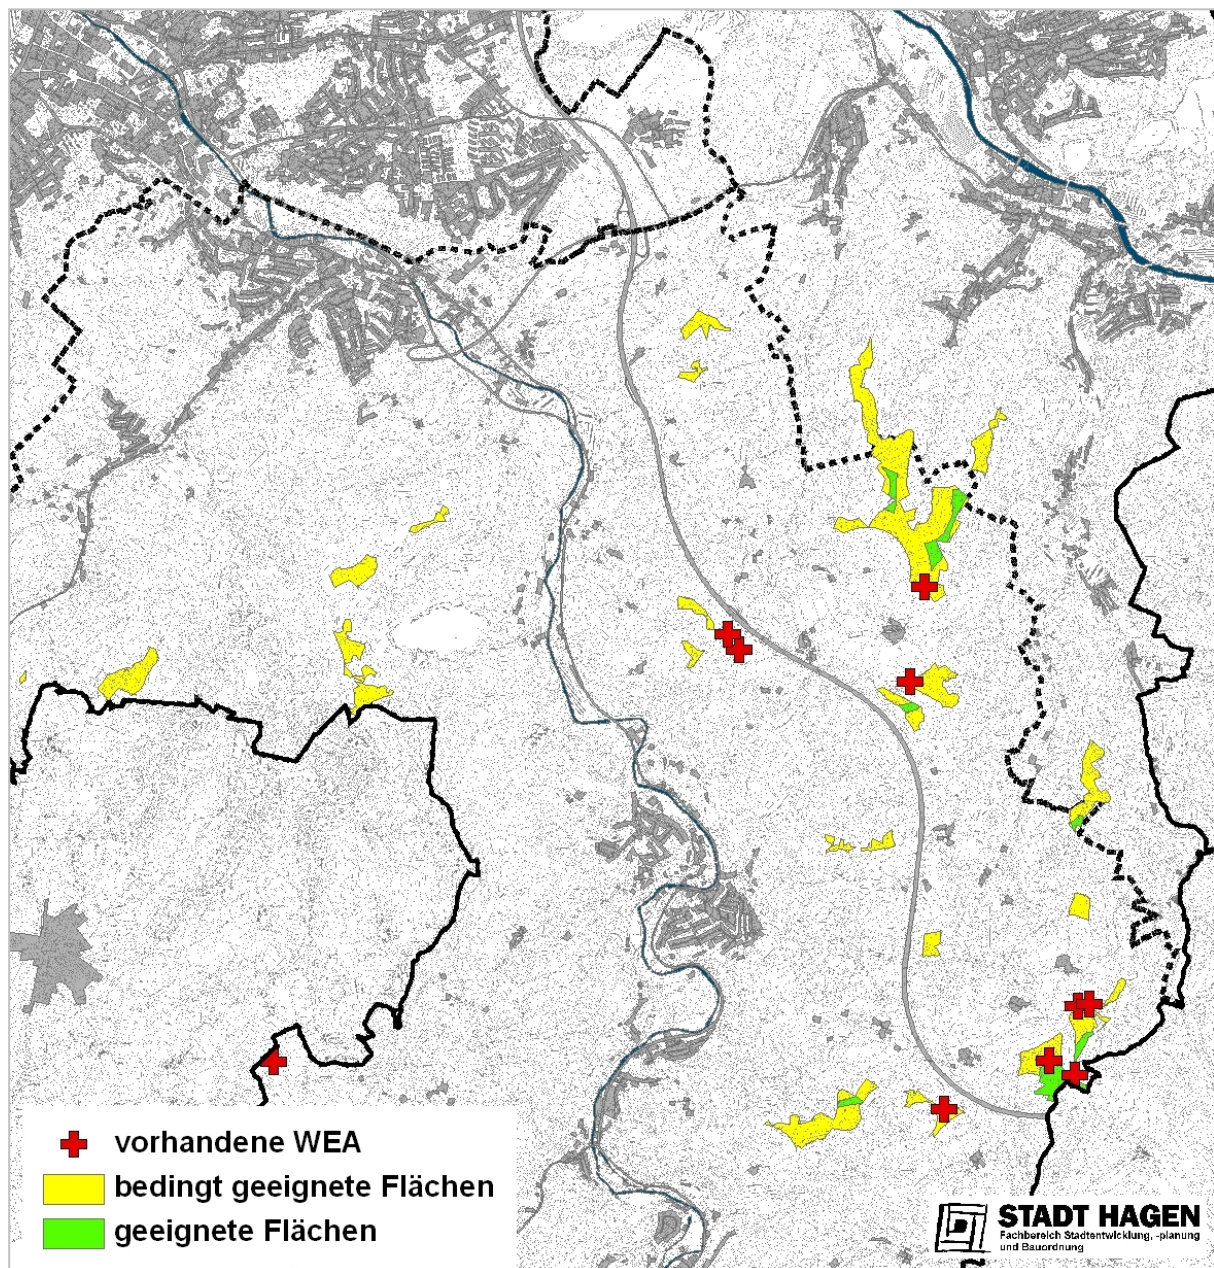 vorhandene WEA
bedingt geeignete Flächen
geeignete Flächen
STADT HAGEN
Fachbereich Stadtentwicklung, -planung
und Bauordnung